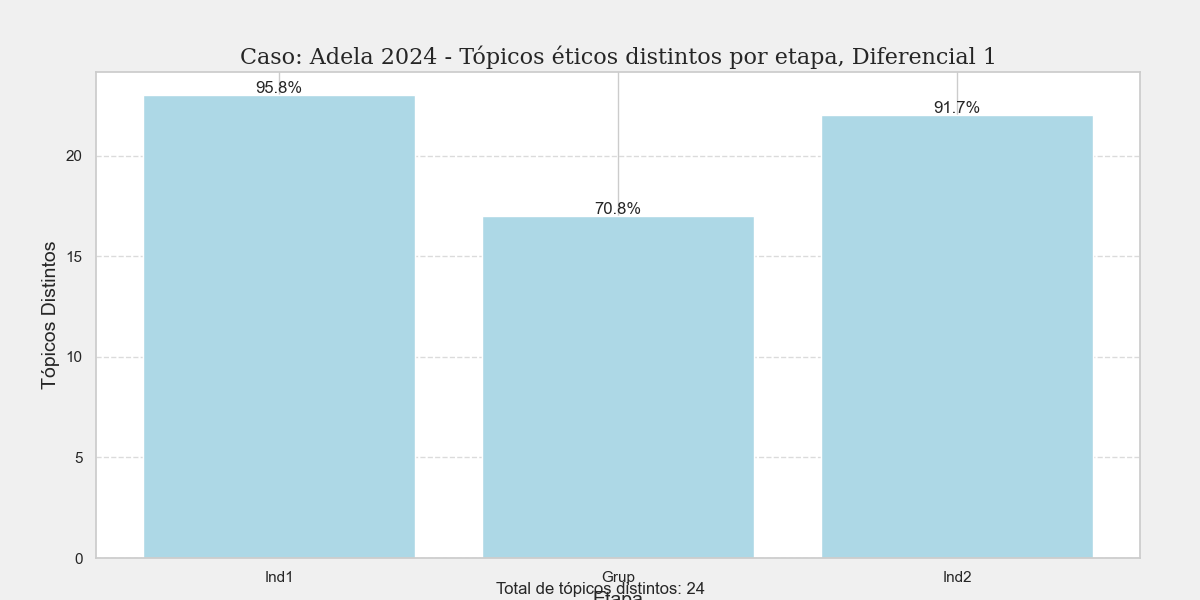 Caso: Adela 2024 - Tópicos éticos distintos por etapa, Diferencial 1
95.8%
91.7%
70.8%
Tópicos Distintos
20
15
10
5
0
Ind1
Grup
Ind2
Total de tópicos distintos: 24
Etapa